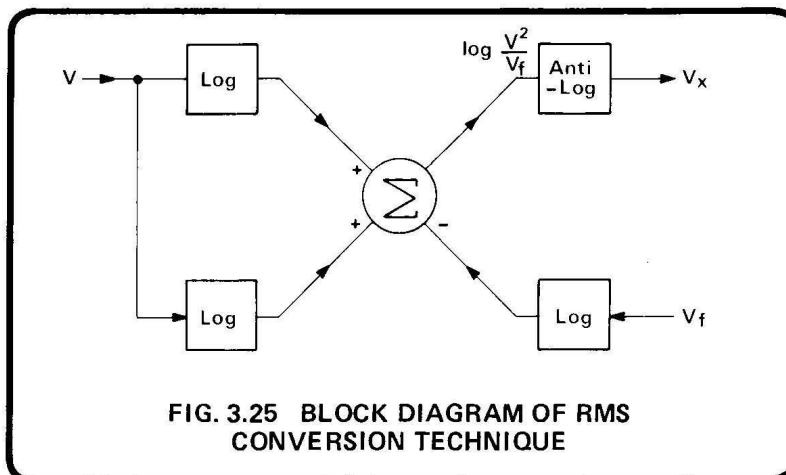 log V²/Vf
V
Log
Anti
-Log
Vx
+
Σ
+
-
Log
Log
Vf
FIG. 3.25 BLOCK DIAGRAM OF RMS
CONVERSION TECHNIQUE